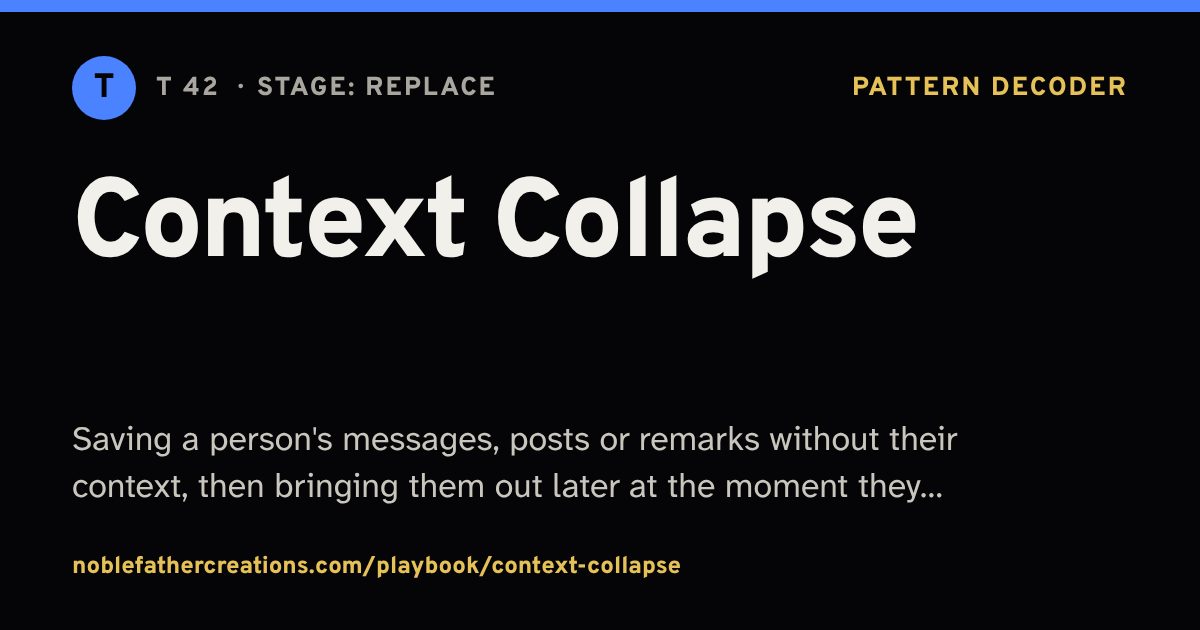 T
T 42 · STAGE: REPLACE
PATTERN DECODER
Context Collapse
Saving a person's messages, posts or remarks without their
context, then bringing them out later at the moment they...
noblefathercreations.com/playbook/context-collapse